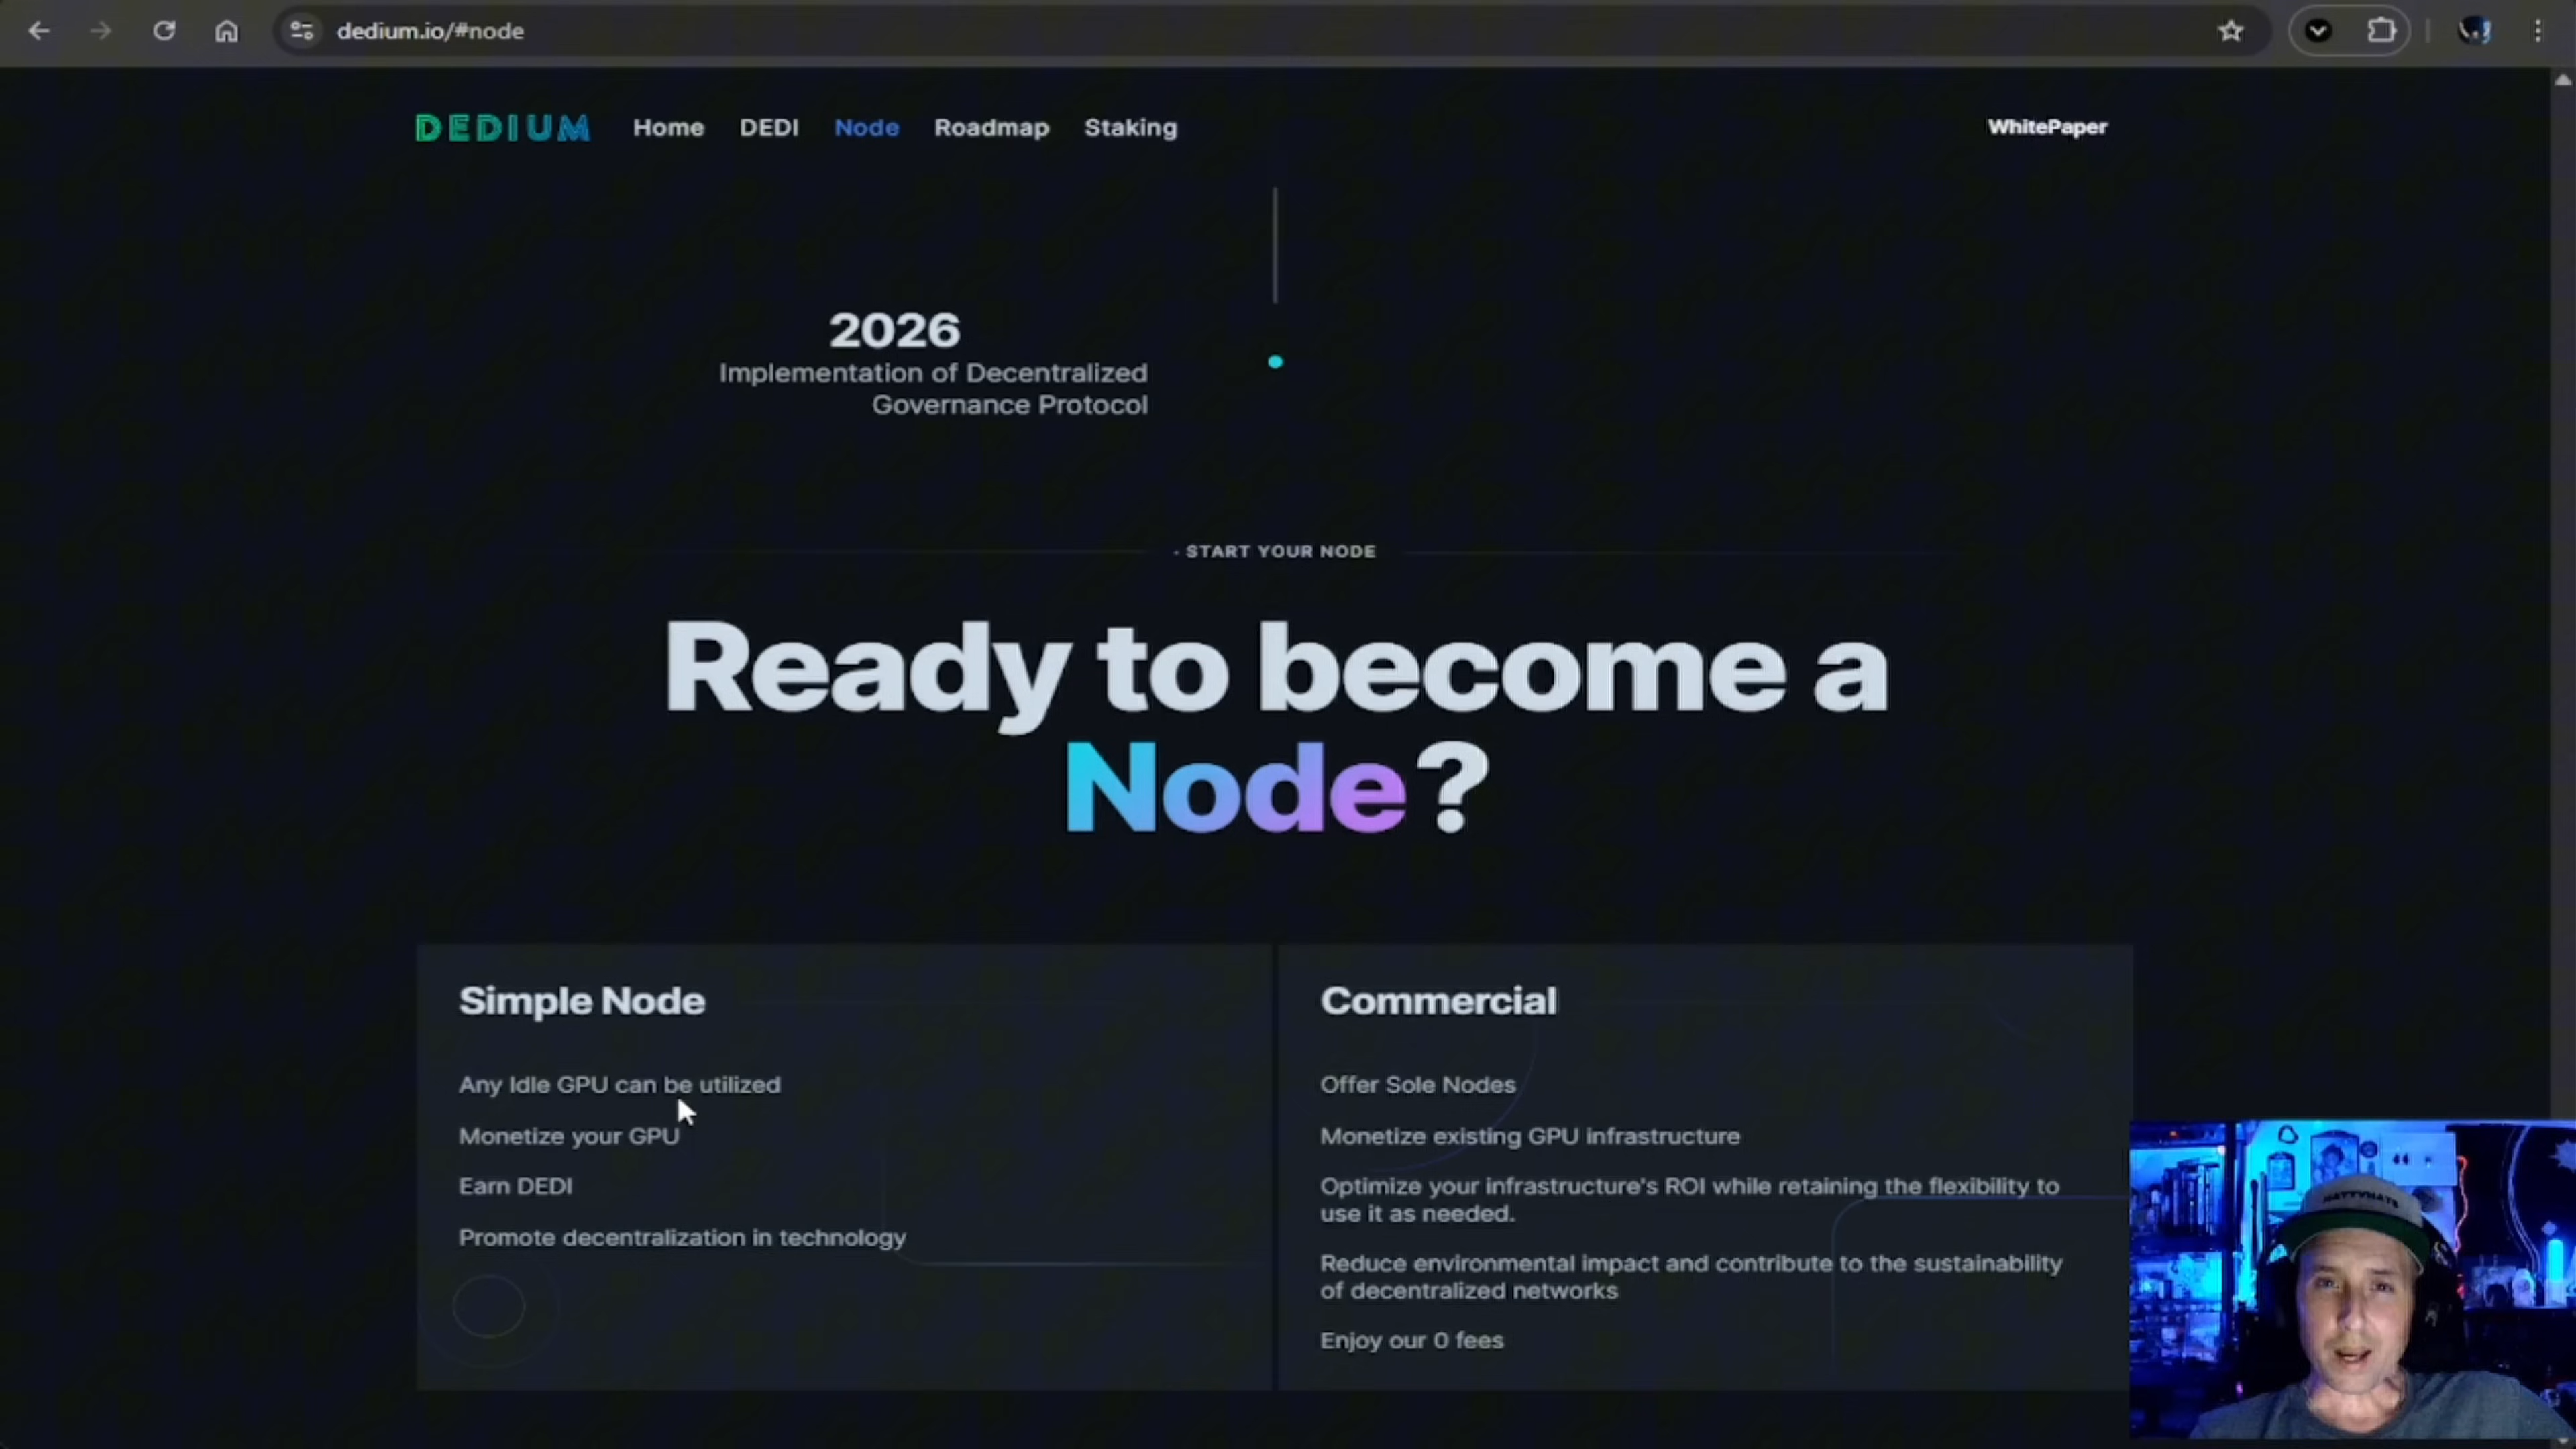 dedium.io/#node
DEDIUM Home DEDI Node Roadmap Staking WhitePaper
2026
Implementation of Decentralized
Governance Protocol
- START YOUR NODE
Ready to become a
Node?
Simple Node
Any Idle GPU can be utilized
Monetize your GPU
Earn DEDI
Promote decentralization in technology
Commercial
Offer Sole Nodes
Monetize existing GPU infrastructure
Optimize your infrastructure's ROI while retaining the flexibility to
use it as needed.
Reduce environmental impact and contribute to the sustainability
of decentralized networks
Enjoy our 0 fees